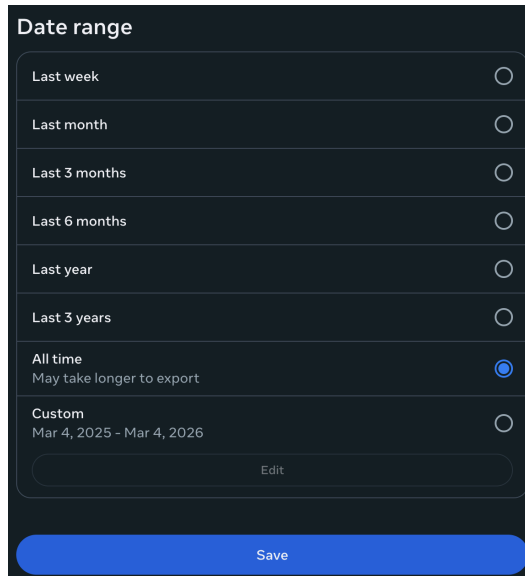 Date range
Last week
Last month
Last 3 months
Last 6 months
Last year
Last 3 years
All time
May take longer to export
Custom
Mar 4, 2025 - Mar 4, 2026
Edit
Save